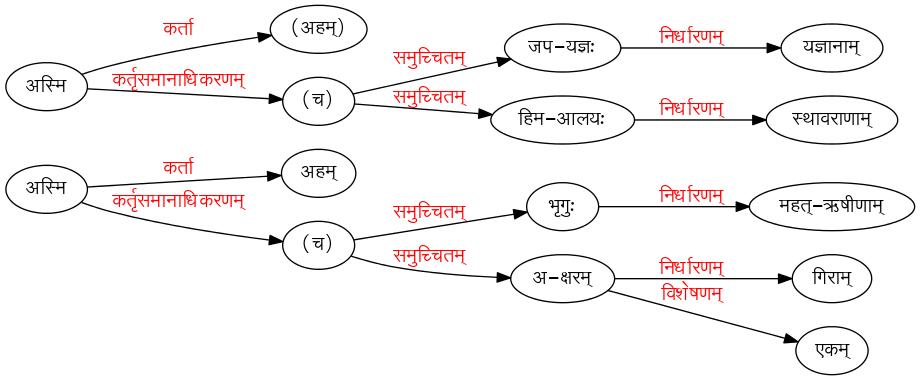 कर्ता (अहम्)
समुच्चितम् जप-यज्ञः निर्धारणम् यज्ञानाम्
अस्मि कर्तृसमानाधिकरणम् (च)
समुच्चितम् हिम-आलयः निर्धारणम् स्थावराणाम्
कर्ता अहम्
अस्मि कर्तृसमानाधिकरणम्
समुच्चितम् भृगुः निर्धारणम् महत्-ऋषीणाम्
(च)
समुच्चितम् अ-क्षरम् निर्धारणम् गिराम्
विशेषणम्
एकम्